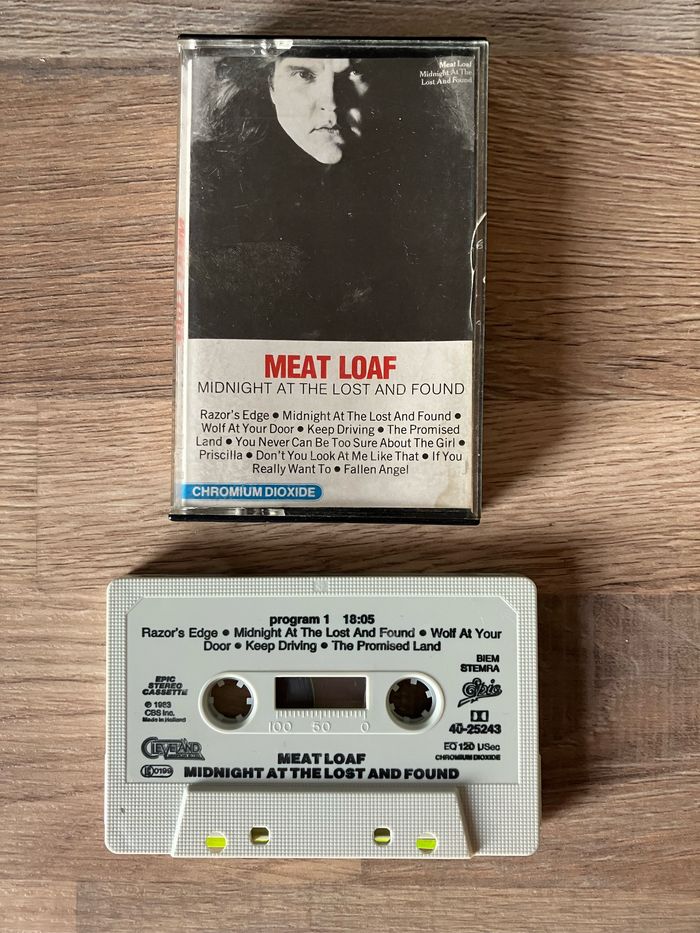 Meat Loaf
Midnight At The
Lost And Found
MEAT LOAF
MIDNIGHT AT THE LOST AND FOUND
Razor's Edge ● Midnight At The Lost And Found ●
Wolf At Your Door ● Keep Driving ● The Promised
Land ● You Never Can Be Too Sure About The Girl ●
Priscilla ● Don't You Look At Me Like That ● If You
Really Want To ● Fallen Angel
CHROMIUM DIOXIDE
program 1 18:05
Razor's Edge ● Midnight At The Lost And Found ● Wolf At Your
Door ● Keep Driving ● The Promised Land
BIEM
STEMRA
EPIC
STEREO
CASSETTE
℗ 1983
CBS Inc.
Made in Holland
Epic
40-25243
100 50 0
EQ 120 µSec
CHROMIUM DIOXIDE
CLEVELAND
0199
MEAT LOAF
MIDNIGHT AT THE LOST AND FOUND